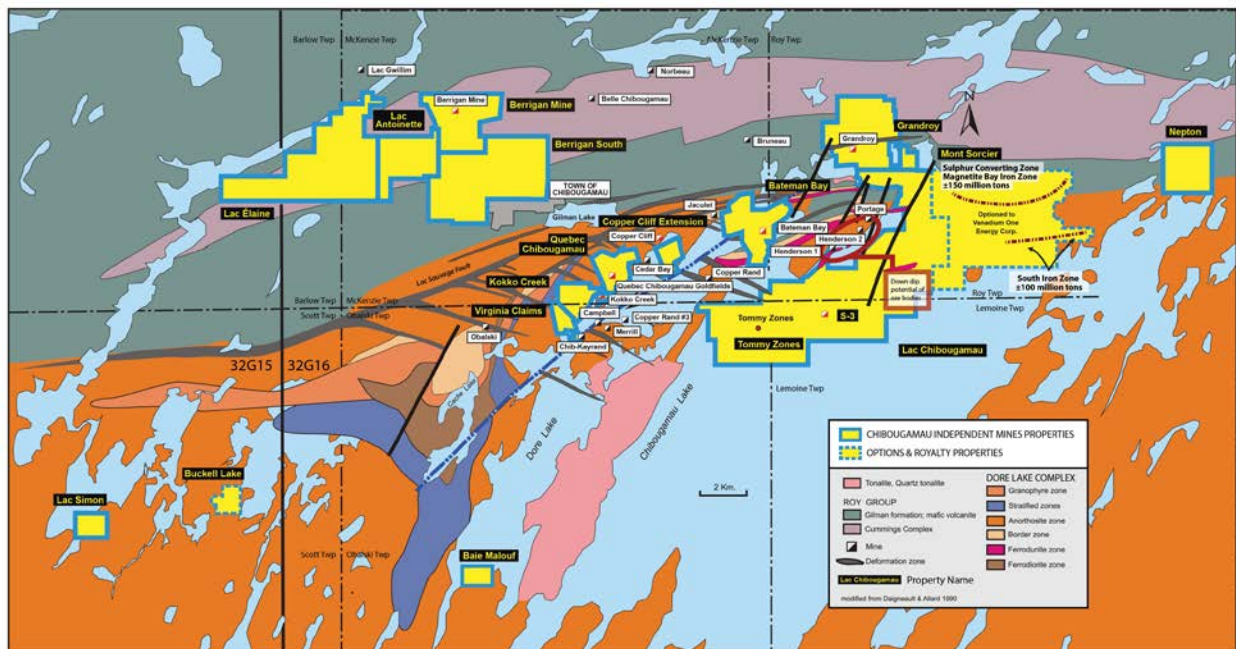 Barlow Twp
McKenzie Twp
McKenzie Twp
Roy Twp
Lac Gwillim
Norbeau
Berrigan Mine
Berrigan Mine
Belle Chibougamau
Lac
Antoinette
Berrigan South
Bruneau
Grandroy
Grandroy
N
Nepton
Mont Sorcier
Sulphur Converting Zone
Magnetite Bay Iron Zone
±150 million tons
TOWN OF
CHIBOUGAMAU
Bateman Bay
Lac Élaine
Gilman Lake
Jaculet
Portage
Optioned to
Vanadium One
Energy Corp.
Copper Cliff Extension
Copper Cliff
Bateman Bay
Henderson 2
Henderson 1
Quebec
Chibougamau
Cedar Bay
Copper Rand
South Iron Zone
±100 million tons
Lac Sauvage Fault
Kokko Creek
Quebec Chibougamau Goldfields
Kokko Creek
Down dip
potential of
ore bodies
Roy Twp
Lemoine Twp
Barlow Twp
McKenzie Twp
Scott Twp
Obalski Twp
Virginia Claims
Campbell
Copper Rand #3
Merrill
Obalski
Chib-Kayrand
Tommy Zones
S-3
Tommy Zones
Lac Chibougamau
32G15
32G16
Cache Lake
Lemoine Twp
Dore Lake
Chibougamau Lake
Buckell Lake
Lac Simon
2 Km.
Scott Twp
Obalski Twp
Baie Malouf
CHIBOUGAMAU INDEPENDENT MINES PROPERTIES
OPTIONS & ROYALTY PROPERTIES
Tonalite, Quartz tonalite
ROY GROUP
Gilman formation; mafic volcanite
Cummings Complex
Mine
Deformation zone
Lac Chibougamau Property Name
modified from Daigneault & Allard 1990
DORE LAKE COMPLEX
Granophyre zone
Stratified zones
Anorthosite zone
Border zone
Ferrodunite zone
Ferrodiorite zone